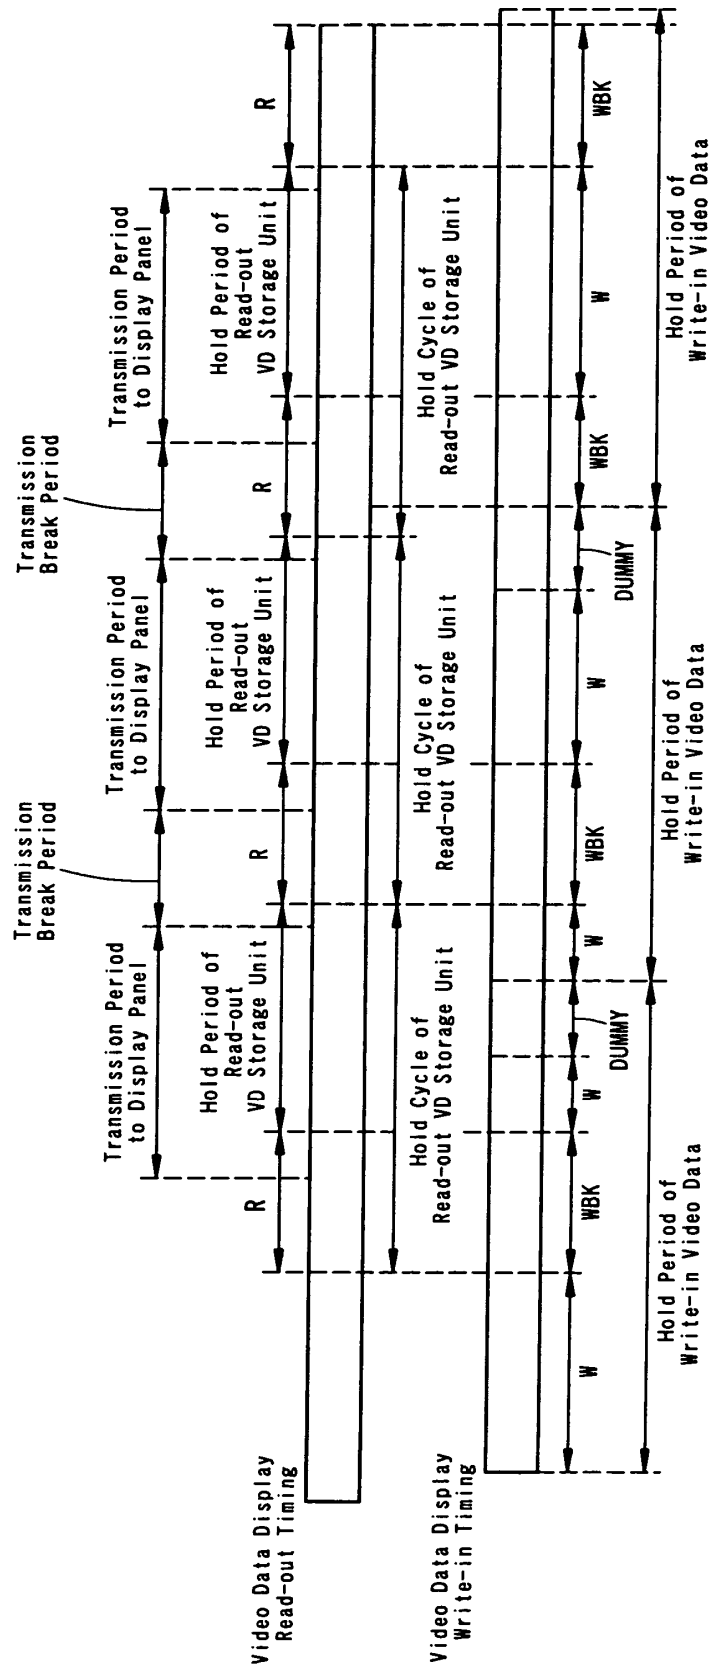 Transmission
Break Period
Transmission
Break Period
Transmission Period
to Display Panel
Transmission Period
to Display Panel
Transmission Period
to Display Panel
R
Hold Period of
Read-out
VD Storage Unit
R
Hold Period of
Read-out
VD Storage Unit
R
Hold Period of
Read-out
VD Storage Unit
R
Video Data Display
Read-out Timing
Hold Cycle of
Read-out VD Storage Unit
Hold Cycle of
Read-out VD Storage Unit
Hold Cycle of
Read-out VD Storage Unit
Video Data Display
Write-in Timing
W
WBK
W
DUMMY
W
WBK
W
DUMMY
WBK
W
WBK
Hold Period of
Write-in Video Data
Hold Period of
Write-in Video Data
Hold Period of
Write-in Video Data